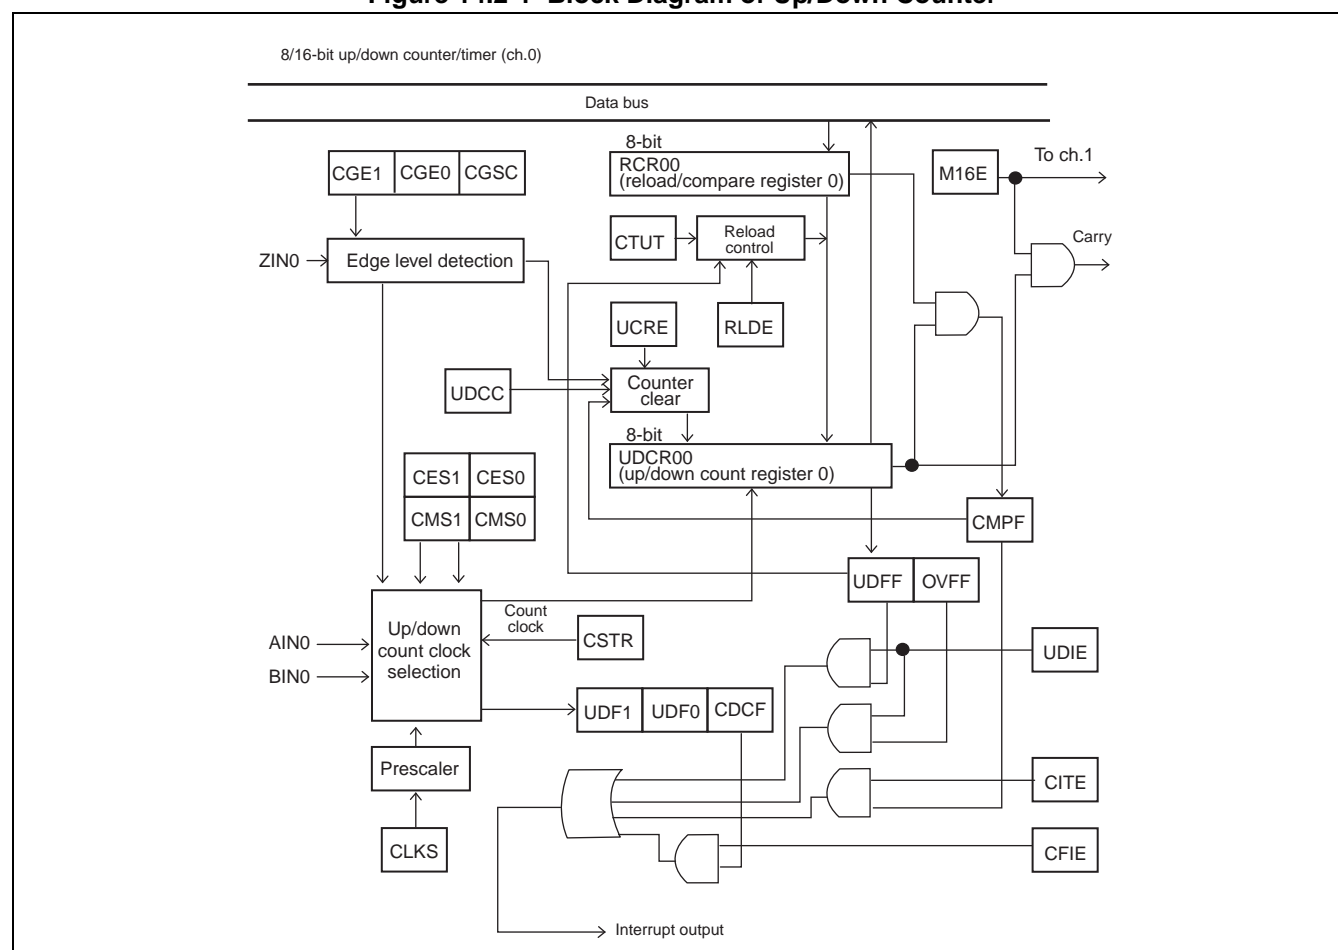 Figure 14.2-1 Block Diagram of Up/Down Counter
8/16-bit up/down counter/timer (ch.0)
Data bus
8-bit
RCR00
(reload/compare register 0)
CGE1 CGE0 CGSC
M16E
To ch.1
CTUT
Reload
control
Carry
ZIN0
Edge level detection
UCRE
RLDE
UDCC
Counter
clear
8-bit
UDCR00
(up/down count register 0)
CES1 CES0
CMS1 CMS0
CMPF
UDFF OVFF
Count
clock
CSTR
AIN0
BIN0
Up/down
count clock
selection
UDIE
UDF1 UDF0 CDCF
Prescaler
CITE
CLKS
CFIE
Interrupt output